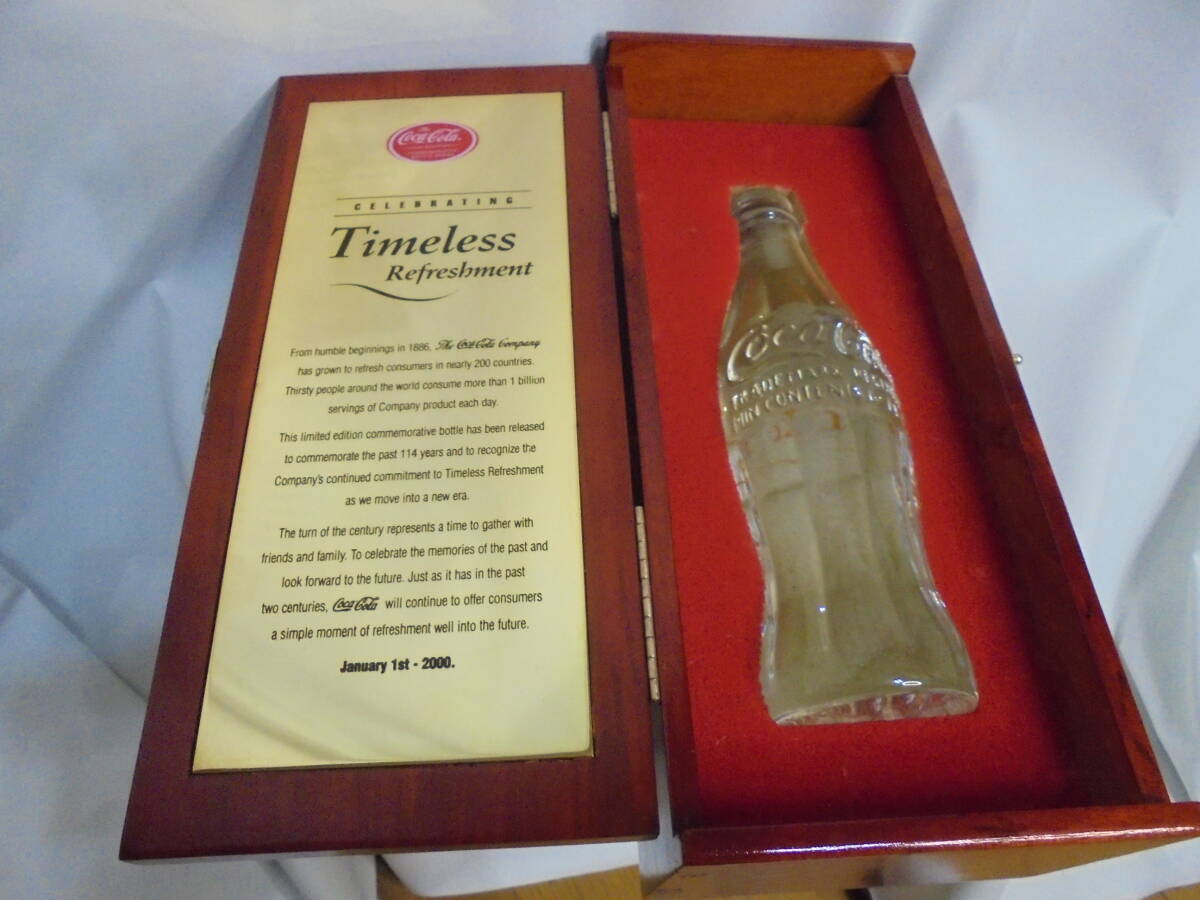 The
Coca-Cola
CELEBRATING
Timeless
Refreshment
From humble beginnings in 1886, The Coca-Cola Company
has grown to refresh consumers in nearly 200 countries.
Thirsty people around the world consume more than 1 billion
servings of Company product each day.
This limited edition commemorative bottle has been released
to commemorate the past 114 years and to recognize the
Company's continued commitment to Timeless Refreshment
as we move into a new era.
The turn of the century represents a time to gather with
friends and family. To celebrate the memories of the past and
look forward to the future. Just as it has in the past
two centuries, Coca-Cola will continue to offer consumers
a simple moment of refreshment well into the future.
January 1st - 2000.
Coca-Co
TRADE MARK
MIN CONTENTS